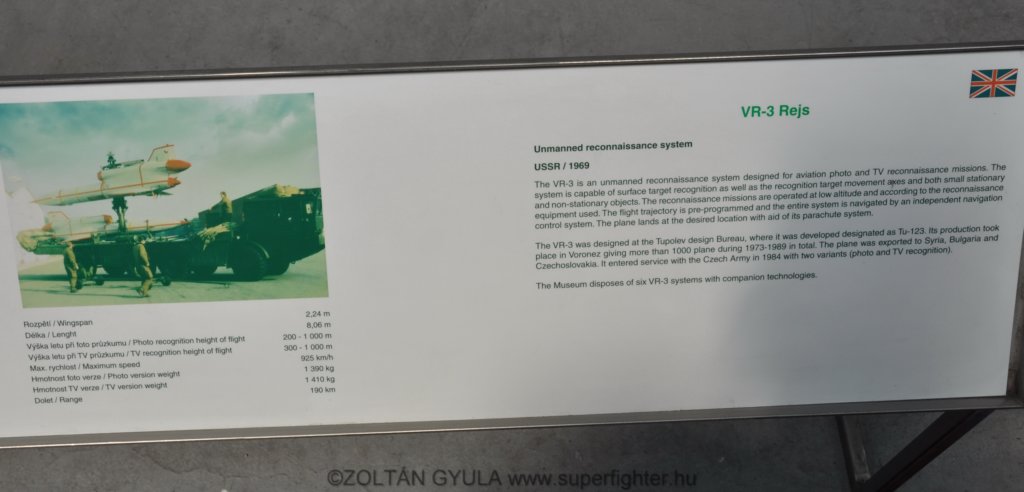 VR-3 Rejs
Unmanned reconnaissance system
USSR / 1969
The VR-3 is an unmanned reconnaissance system designed for aviation photo and TV reconnaissance missions. The
system is capable of surface target recognition as well as the recognition target movement axes and both small stationary
and non-stationary objects. The reconnaissance missions are operated at low altitude and according to the reconnaissance
equipment used. The flight trajectory is pre-programmed and the entire system is navigated by an independent navigation
control system. The plane lands at the desired location with aid of its parachute system.
The VR-3 was designed at the Tupolev design Bureau, where it was developed designated as Tu-123. Its production took
place in Voronez giving more than 1000 plane during 1973-1989 in total. The plane was exported to Syria, Bulgaria and
Czechoslovakia. It entered service with the Czech Army in 1984 with two variants (photo and TV recognition).
The Museum disposes of six VR-3 systems with companion technologies.
Rozpětí / Wingspan 2,24 m
Délka / Lenght 8,06 m
Výška letu při foto průzkumu / Photo recognition height of flight 200 - 1 000 m
Výška letu při TV průzkumu / TV recognition height of flight 300 - 1 000 m
Max. rychlost / Maximum speed 925 km/h
Hmotnost foto verze / Photo version weight 1 390 kg
Hmotnost TV verze / TV version weight 1 410 kg
Dolet / Range 190 km
©ZOLTÁN GYULA www.superfighter.hu